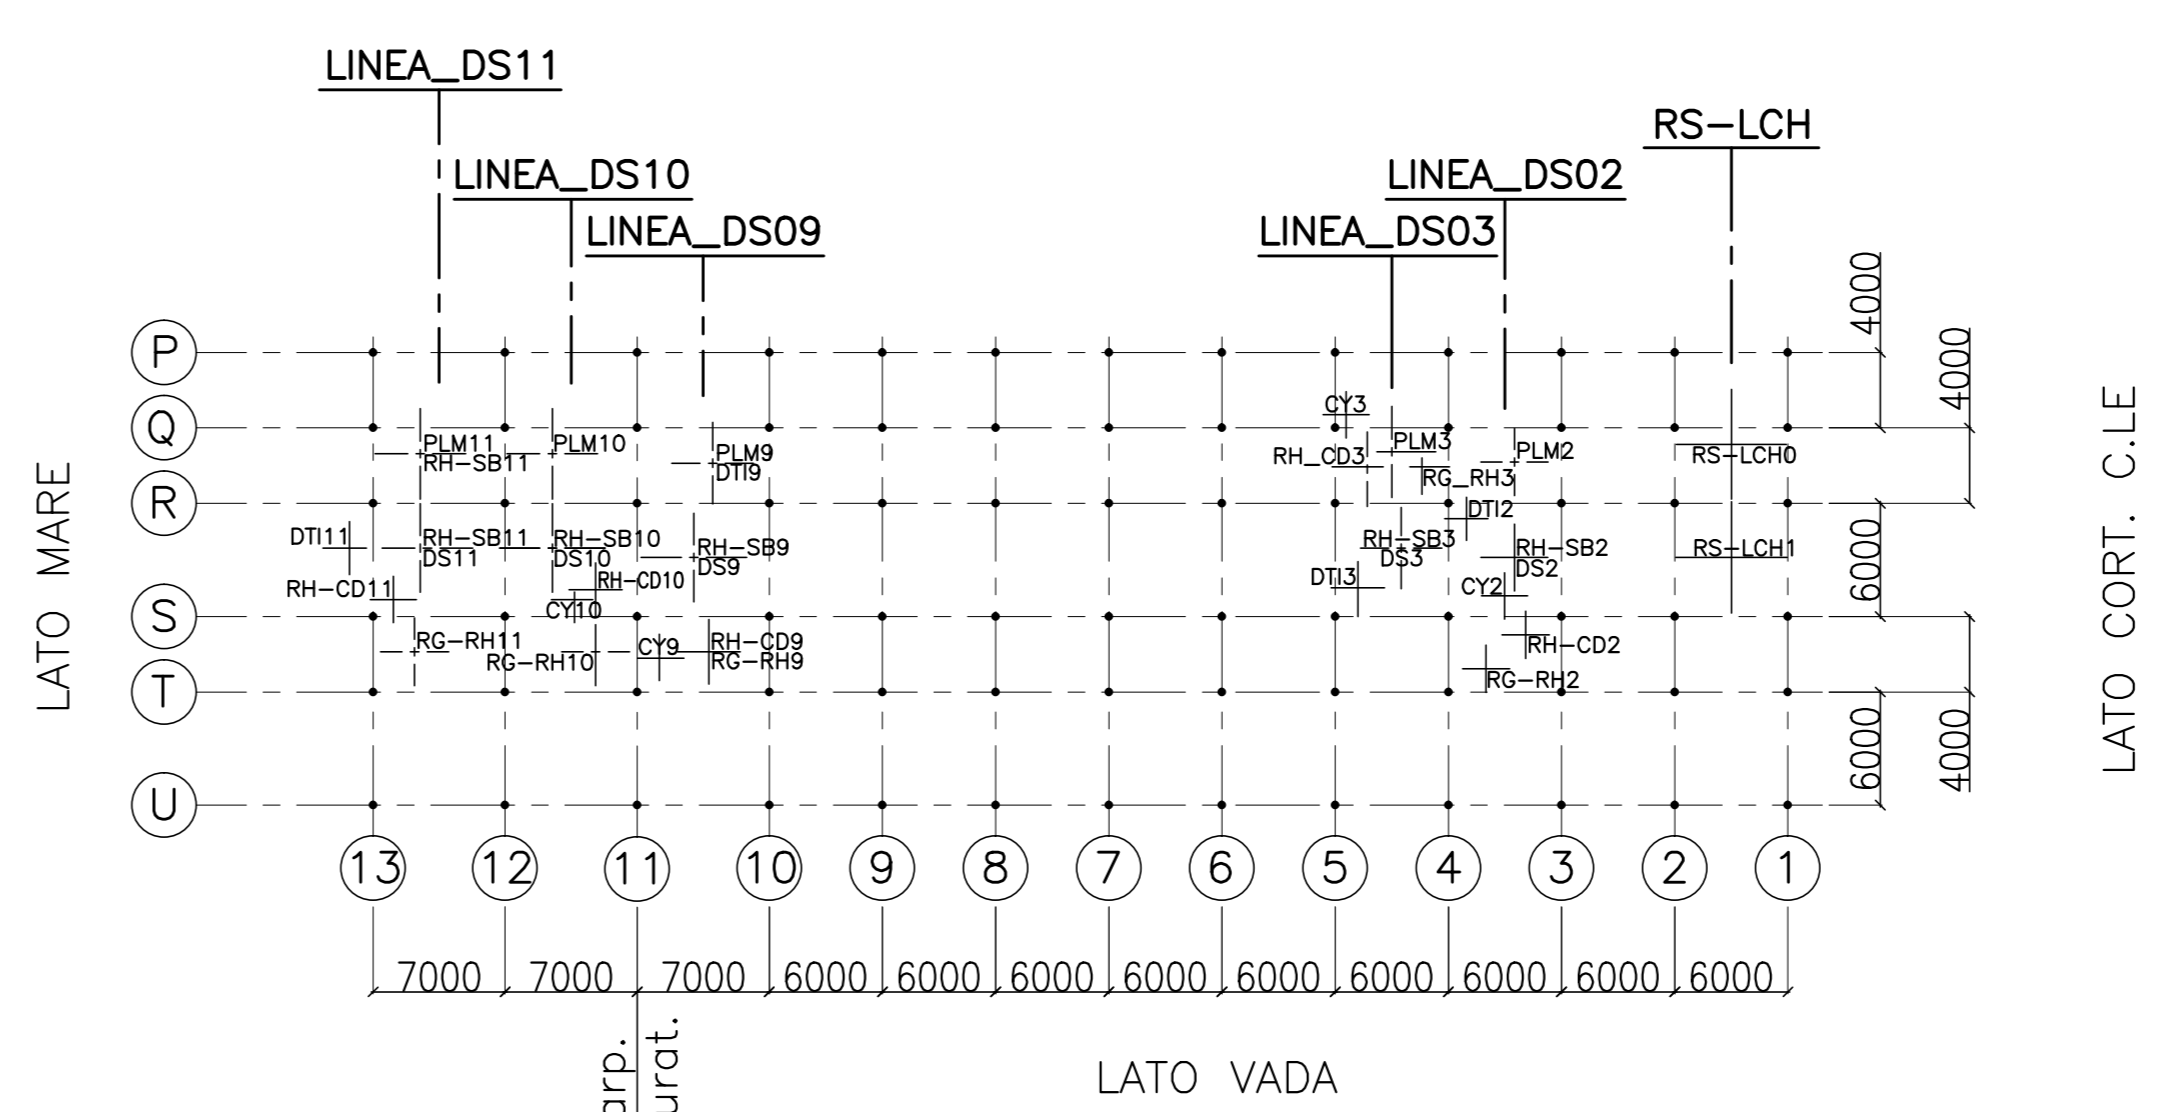 LINEA_DS11
RS-LCH
LINEA_DS10
LINEA_DS02
LINEA_DS09
LINEA_DS03
4000
4000
P
Q
CY3
PLM11
RH-SB11
PLM10
PLM9
DTI9
RH_CD3
PLM3
RG_RH3
PLM2
RS-LCH0
R
DTI2
DTI11
RH-SB11
DS11
RH-SB10
DS10
RH-SB9
DS9
RH-SB3
DS3
RH-SB2
DS2
RS-LCH1
6000
RH-CD11
RH-CD10
CY10
DTI3
CY2
S
RG-RH11
RG-RH10
CY9
RH-CD9
RG-RH9
RH-CD2
RG-RH2
T
6000
4000
U
LATO MARE
LATO CORT. C.LE
13 12 11 10 9 8 7 6 5 4 3 2 1
7000 7000 7000 6000 6000 6000 6000 6000 6000 6000 6000 6000
arp.
urat.
LATO VADA